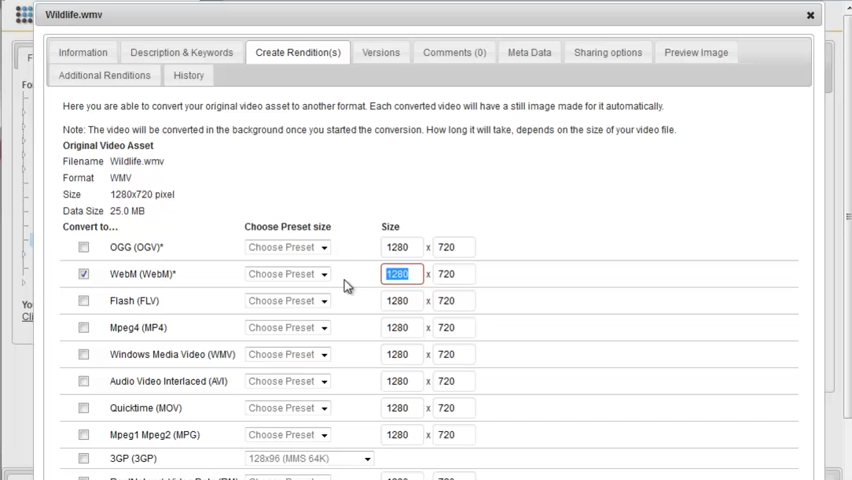 Wildlife.wmv
Information Description & Keywords Create Rendition(s) Versions Comments (0) Meta Data Sharing options Preview Image
Additional Renditions History
Here you are able to convert your original video asset to another format. Each converted video will have a still image made for it automatically.
Note: The video will be converted in the background once you started the conversion. How long it will take, depends on the size of your video file.
Original Video Asset
Filename Wildlife.wmv
Format WMV
Size 1280x720 pixel
Data Size 25.0 MB
Convert to... Choose Preset size Size
OGG (OGV)* Choose Preset 1280 x 720
WebM (WebM)* Choose Preset 1280 x 720
Flash (FLV) Choose Preset 1280 x 720
Mpeg4 (MP4) Choose Preset 1280 x 720
Windows Media Video (WMV) Choose Preset 1280 x 720
Audio Video Interlaced (AVI) Choose Preset 1280 x 720
Quicktime (MOV) Choose Preset 1280 x 720
Mpeg1 Mpeg2 (MPG) Choose Preset 1280 x 720
3GP (3GP) 128x96 (MMS 64K)